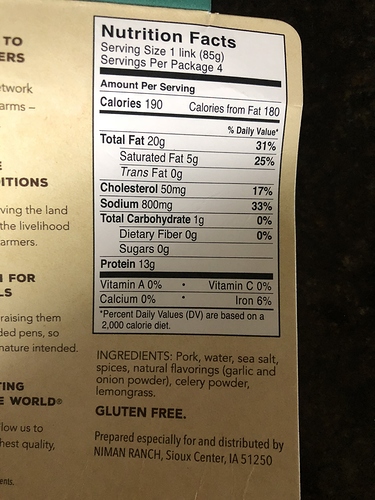 TO
ERS
etwork
arms –
E
DITIONS
ving the land
the livelihood
armers.
N FOR
LS
raising them
ded pens, so
nature intended.
TING
E WORLD®
low us to
hest quality,
ents.
Nutrition Facts
Serving Size 1 link (85g)
Servings Per Package 4
Amount Per Serving
Calories 190 Calories from Fat 180
% Daily Value*
Total Fat 20g 31%
Saturated Fat 5g 25%
Trans Fat 0g
Cholesterol 50mg 17%
Sodium 800mg 33%
Total Carbohydrate 1g 0%
Dietary Fiber 0g 0%
Sugars 0g
Protein 13g
Vitamin A 0% • Vitamin C 0%
Calcium 0% • Iron 6%
*Percent Daily Values (DV) are based on a
2,000 calorie diet.
INGREDIENTS: Pork, water, sea salt,
spices, natural flavorings (garlic and
onion powder), celery powder,
lemongrass.
GLUTEN FREE.
Prepared especially for and distributed by
NIMAN RANCH, Sioux Center, IA 51250